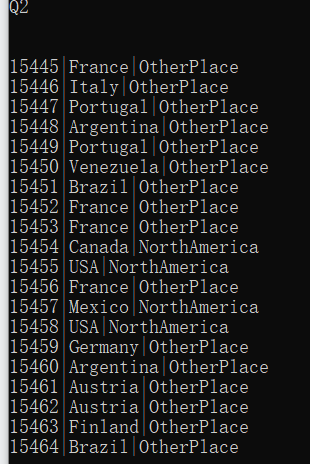 Q2
15445|France|OtherPlace
15446|Italy|OtherPlace
15447|Portugal|OtherPlace
15448|Argentina|OtherPlace
15449|Portugal|OtherPlace
15450|Venezuela|OtherPlace
15451|Brazil|OtherPlace
15452|France|OtherPlace
15453|France|OtherPlace
15454|Canada|NorthAmerica
15455|USA|NorthAmerica
15456|France|OtherPlace
15457|Mexico|NorthAmerica
15458|USA|NorthAmerica
15459|Germany|OtherPlace
15460|Argentina|OtherPlace
15461|Austria|OtherPlace
15462|Austria|OtherPlace
15463|Finland|OtherPlace
15464|Brazil|OtherPlace